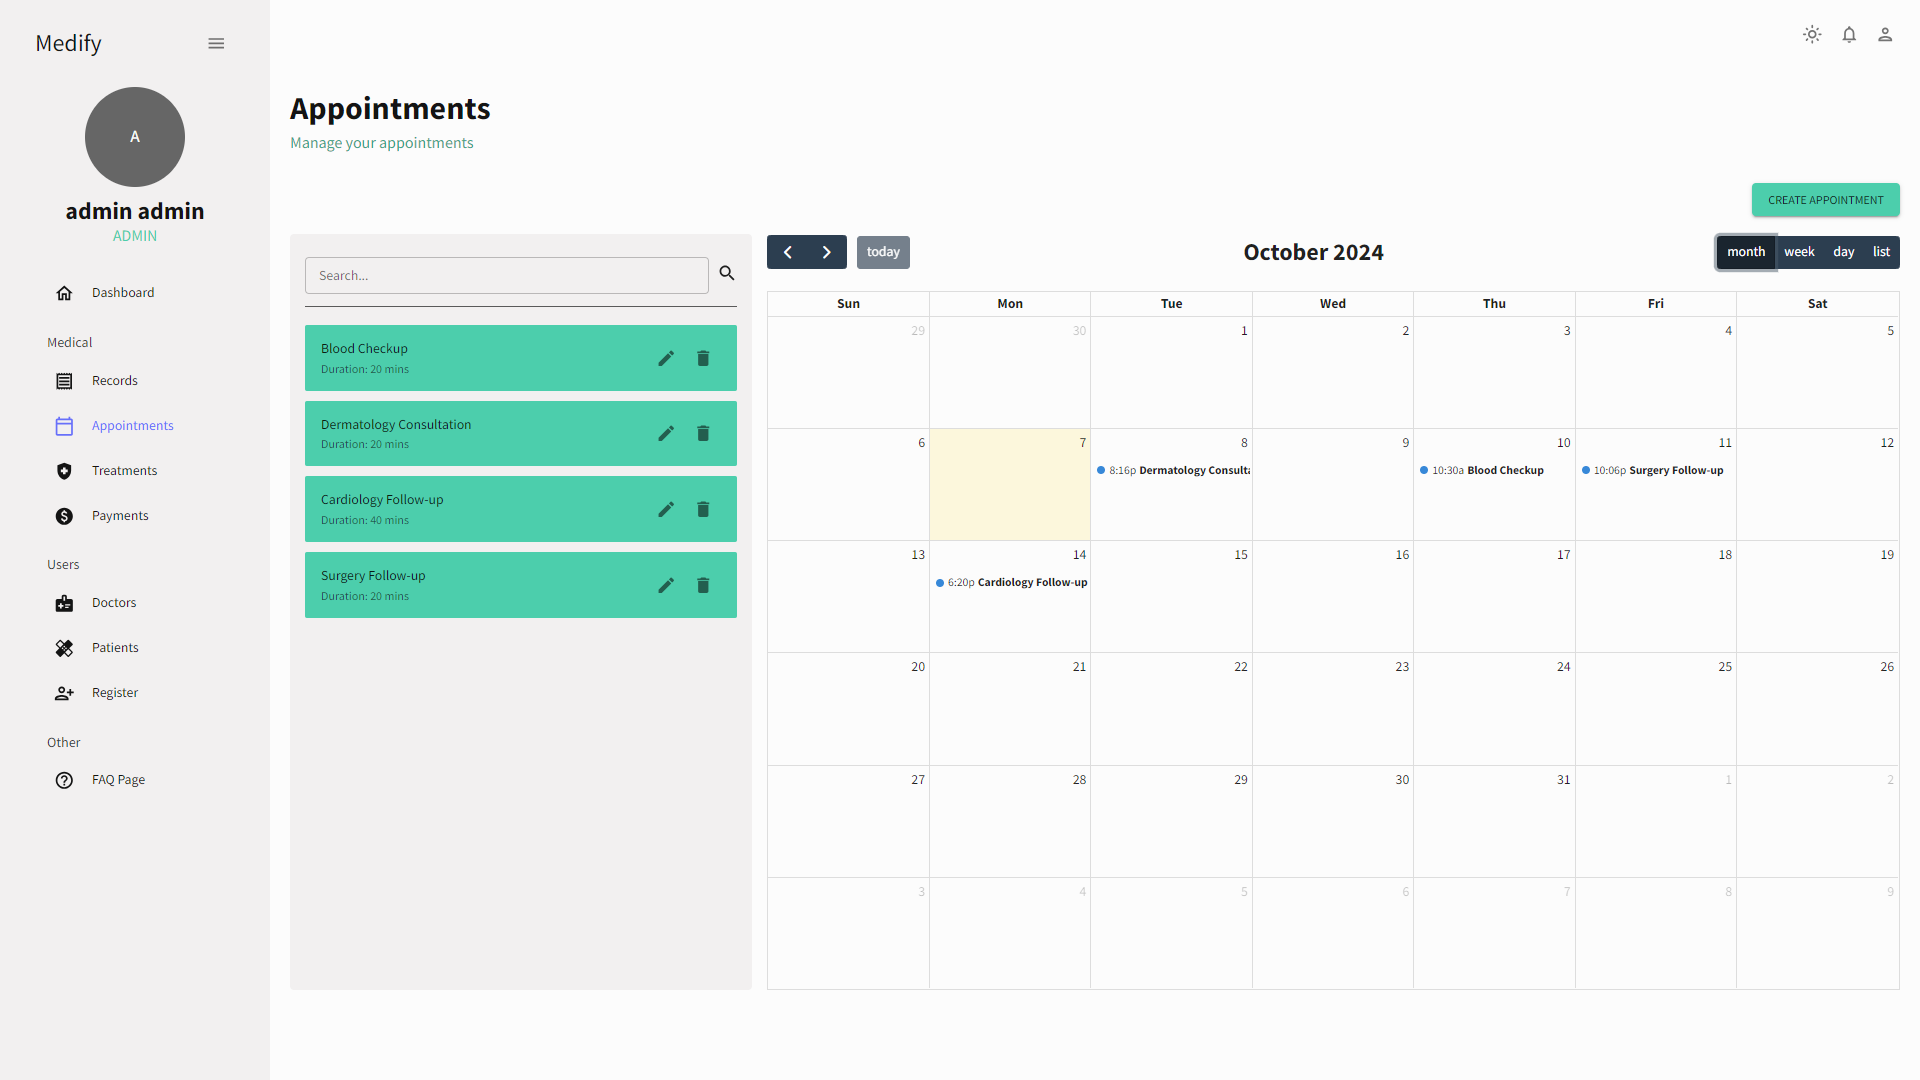 Medify
A
admin admin
ADMIN
Dashboard
Medical
Records
Appointments
Treatments
Payments
Users
Doctors
Patients
Register
Other
FAQ Page
Appointments
Manage your appointments
CREATE APPOINTMENT
Search...
Blood Checkup
Duration: 20 mins
Dermatology Consultation
Duration: 20 mins
Cardiology Follow-up
Duration: 40 mins
Surgery Follow-up
Duration: 20 mins
today
October 2024
month week day list
Sun Mon Tue Wed Thu Fri Sat
29 30 1 2 3 4 5
6 7 8 9 10 11 12
8:16p Dermatology Consulta 10:30a Blood Checkup 10:06p Surgery Follow-up
13 14 15 16 17 18 19
6:20p Cardiology Follow-up
20 21 22 23 24 25 26
27 28 29 30 31 1 2
3 4 5 6 7 8 9